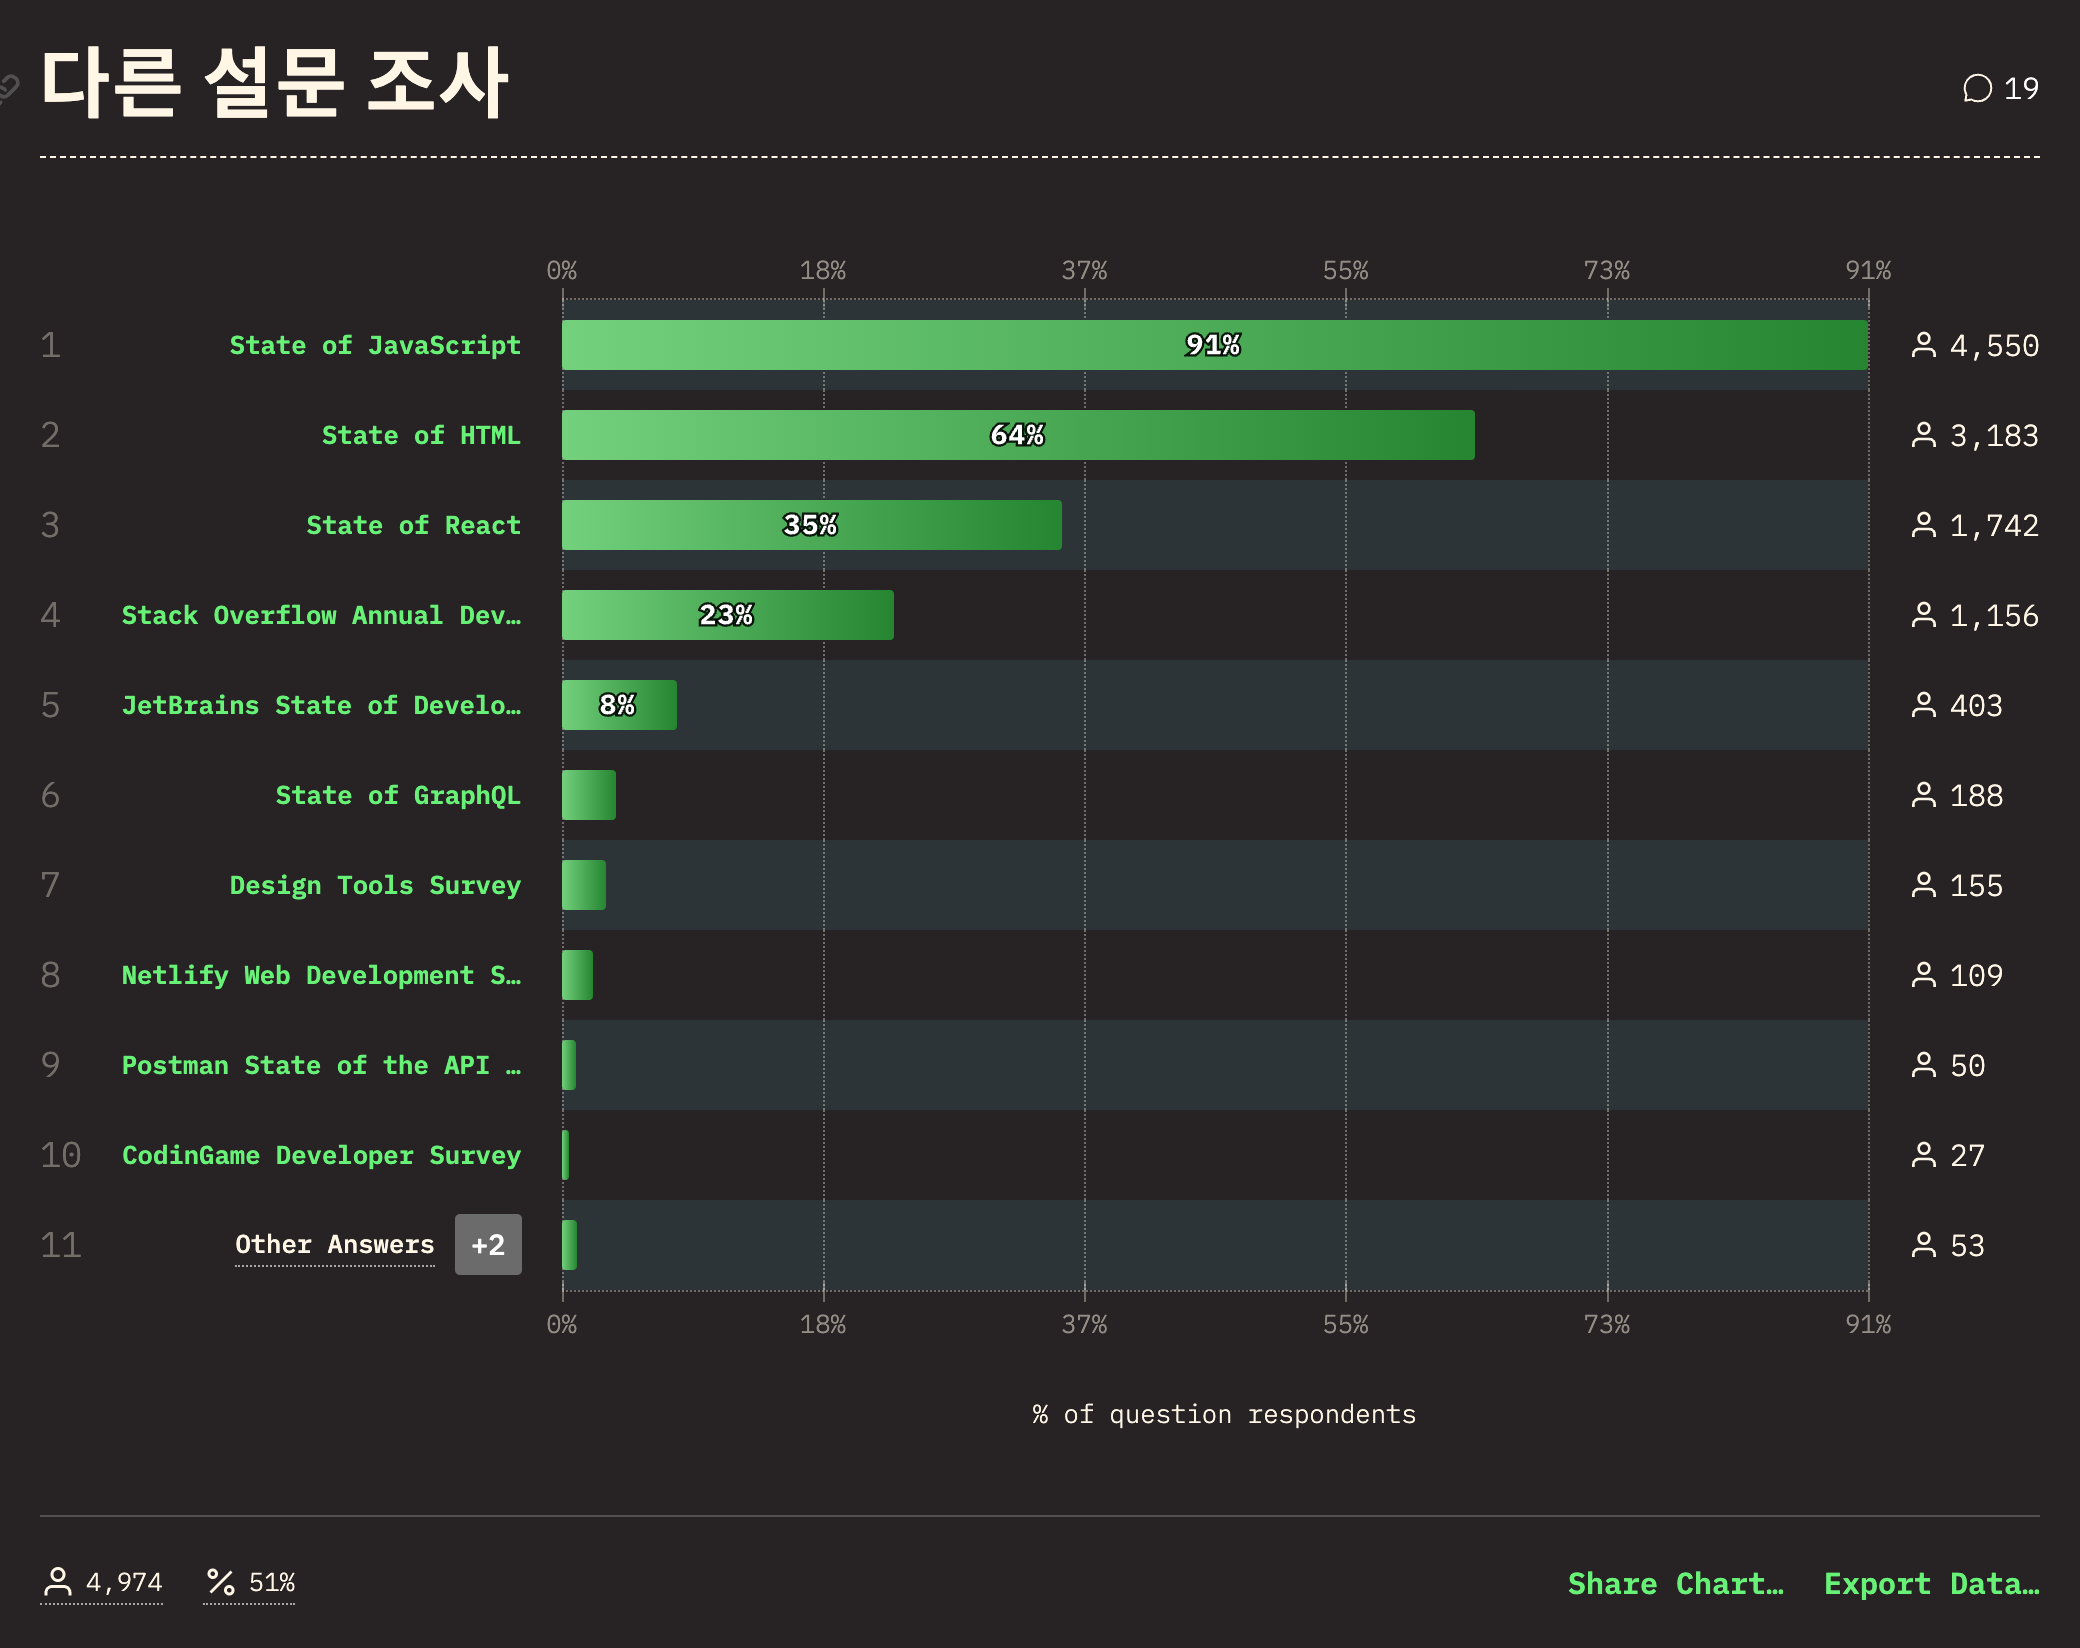 다른 설문 조사
19
0% 18% 37% 55% 73% 91%
1 State of JavaScript 91% 4,550
2 State of HTML 64% 3,183
3 State of React 35% 1,742
4 Stack Overflow Annual Dev… 23% 1,156
5 JetBrains State of Develo… 8% 403
6 State of GraphQL 188
7 Design Tools Survey 155
8 Netlify Web Development S… 109
9 Postman State of the API … 50
10 CodinGame Developer Survey 27
11 Other Answers +2 53
0% 18% 37% 55% 73% 91%
% of question respondents
4,974 % 51% Share Chart… Export Data…